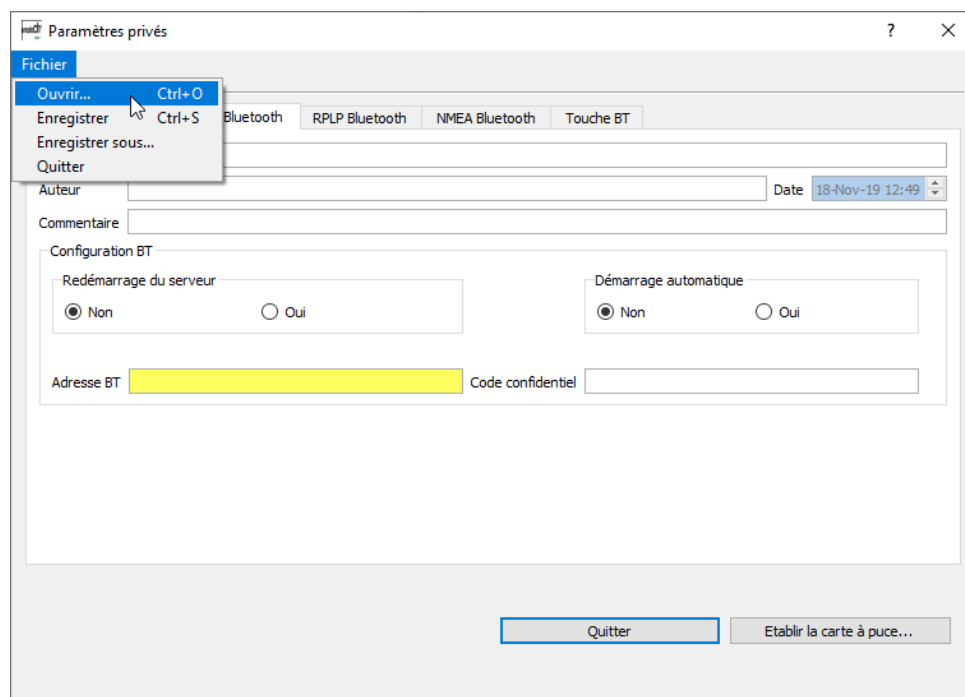 Paramètres privés
?
Fichier
Ouvrir... Ctrl+O
Enregistrer Ctrl+S
Enregistrer sous...
Quitter
Bluetooth RPLP Bluetooth NMEA Bluetooth Touche BT
Auteur Date 18-Nov-19 12:49
Commentaire
Configuration BT
Redémarrage du serveur Démarrage automatique
Non Oui Non Oui
Adresse BT Code confidentiel
Quitter Etablir la carte à puce...